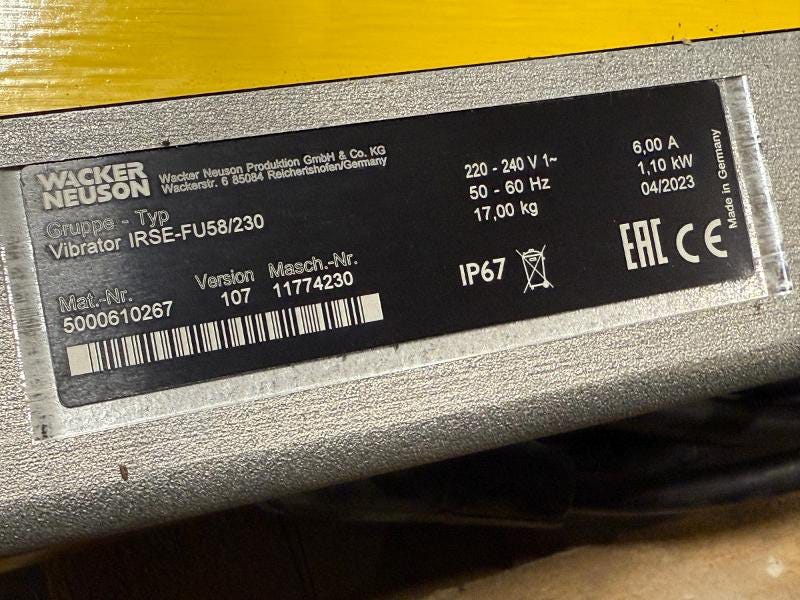 WACKER NEUSON
Wacker Neuson Produktion GmbH & Co. KG
Wackerstr. 6 85084 Reichertshofen/Germany
Gruppe - Typ
Vibrator IRSE-FU58/230
Mat.-Nr. Version Masch.-Nr.
5000610267 107 11774230
220 - 240 V 1~
50 - 60 Hz
17,00 kg
6,00 A
1,10 kW
04/2023
IP67
EAC CE
Made in Germany